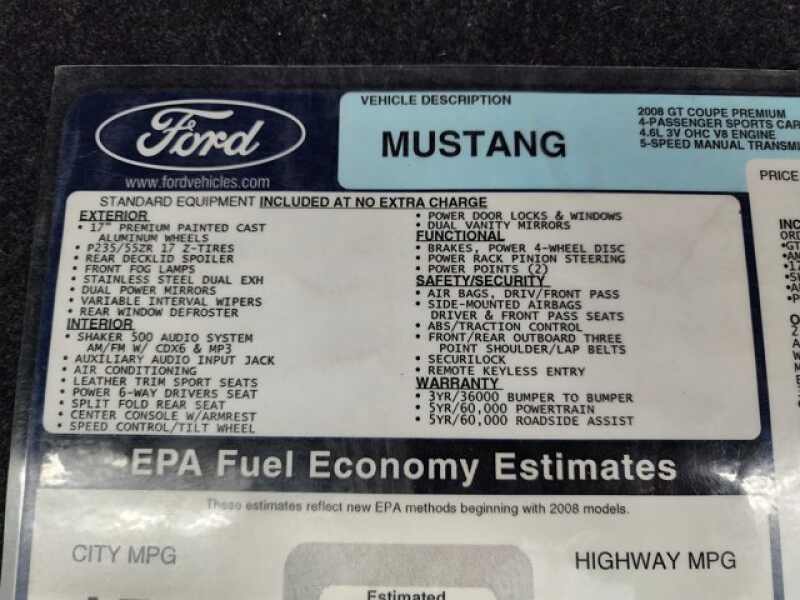 Ford
www.fordvehicles.com
VEHICLE DESCRIPTION
MUSTANG
2008 GT COUPE PREMIUM
4-PASSENGER SPORTS CAR
4.6L 3V OHC V8 ENGINE
5-SPEED MANUAL
PRICE
STANDARD EQUIPMENT INCLUDED AT NO EXTRA CHARGE
EXTERIOR
• 17" PREMIUM PAINTED CAST
ALUMINUM WHEELS
• P235/55ZR 17 Z-TIRES
• REAR DECKLID SPOILER
• FRONT FOG LAMPS
• STAINLESS STEEL DUAL EXH
• DUAL POWER MIRRORS
• VARIABLE INTERVAL WIPERS
• REAR WINDOW DEFROSTER
INTERIOR
• SHAKER 500 AUDIO SYSTEM
AM/FM W/ CDX6 & MP3
• AUXILIARY AUDIO INPUT JACK
• AIR CONDITIONING
• LEATHER TRIM SPORT SEATS
• POWER 6-WAY DRIVERS SEAT
• SPLIT FOLD REAR SEAT
• CENTER CONSOLE W/ARMREST
• SPEED CONTROL/TILT WHEEL
• POWER DOOR LOCKS & WINDOWS
• DUAL VANITY MIRRORS
FUNCTIONAL
• BRAKES, POWER 4-WHEEL DISC
• POWER RACK PINION STEERING
• POWER POINTS (2)
SAFETY/SECURITY
• AIR BAGS, DRIV/FRONT PASS
• SIDE-MOUNTED AIRBAGS
DRIVER & FRONT PASS SEATS
• ABS/TRACTION CONTROL
• FRONT/REAR OUTBOARD THREE
POINT SHOULDER/LAP BELTS
• SECURILOCK
• REMOTE KEYLESS ENTRY
WARRANTY
• 3YR/36000 BUMPER TO BUMPER
• 5YR/60,000 POWERTRAIN
• 5YR/60,000 ROADSIDE ASSIST
EPA Fuel Economy Estimates
These estimates reflect new EPA methods beginning with 2008 models.
CITY MPG
HIGHWAY MPG
Estimated